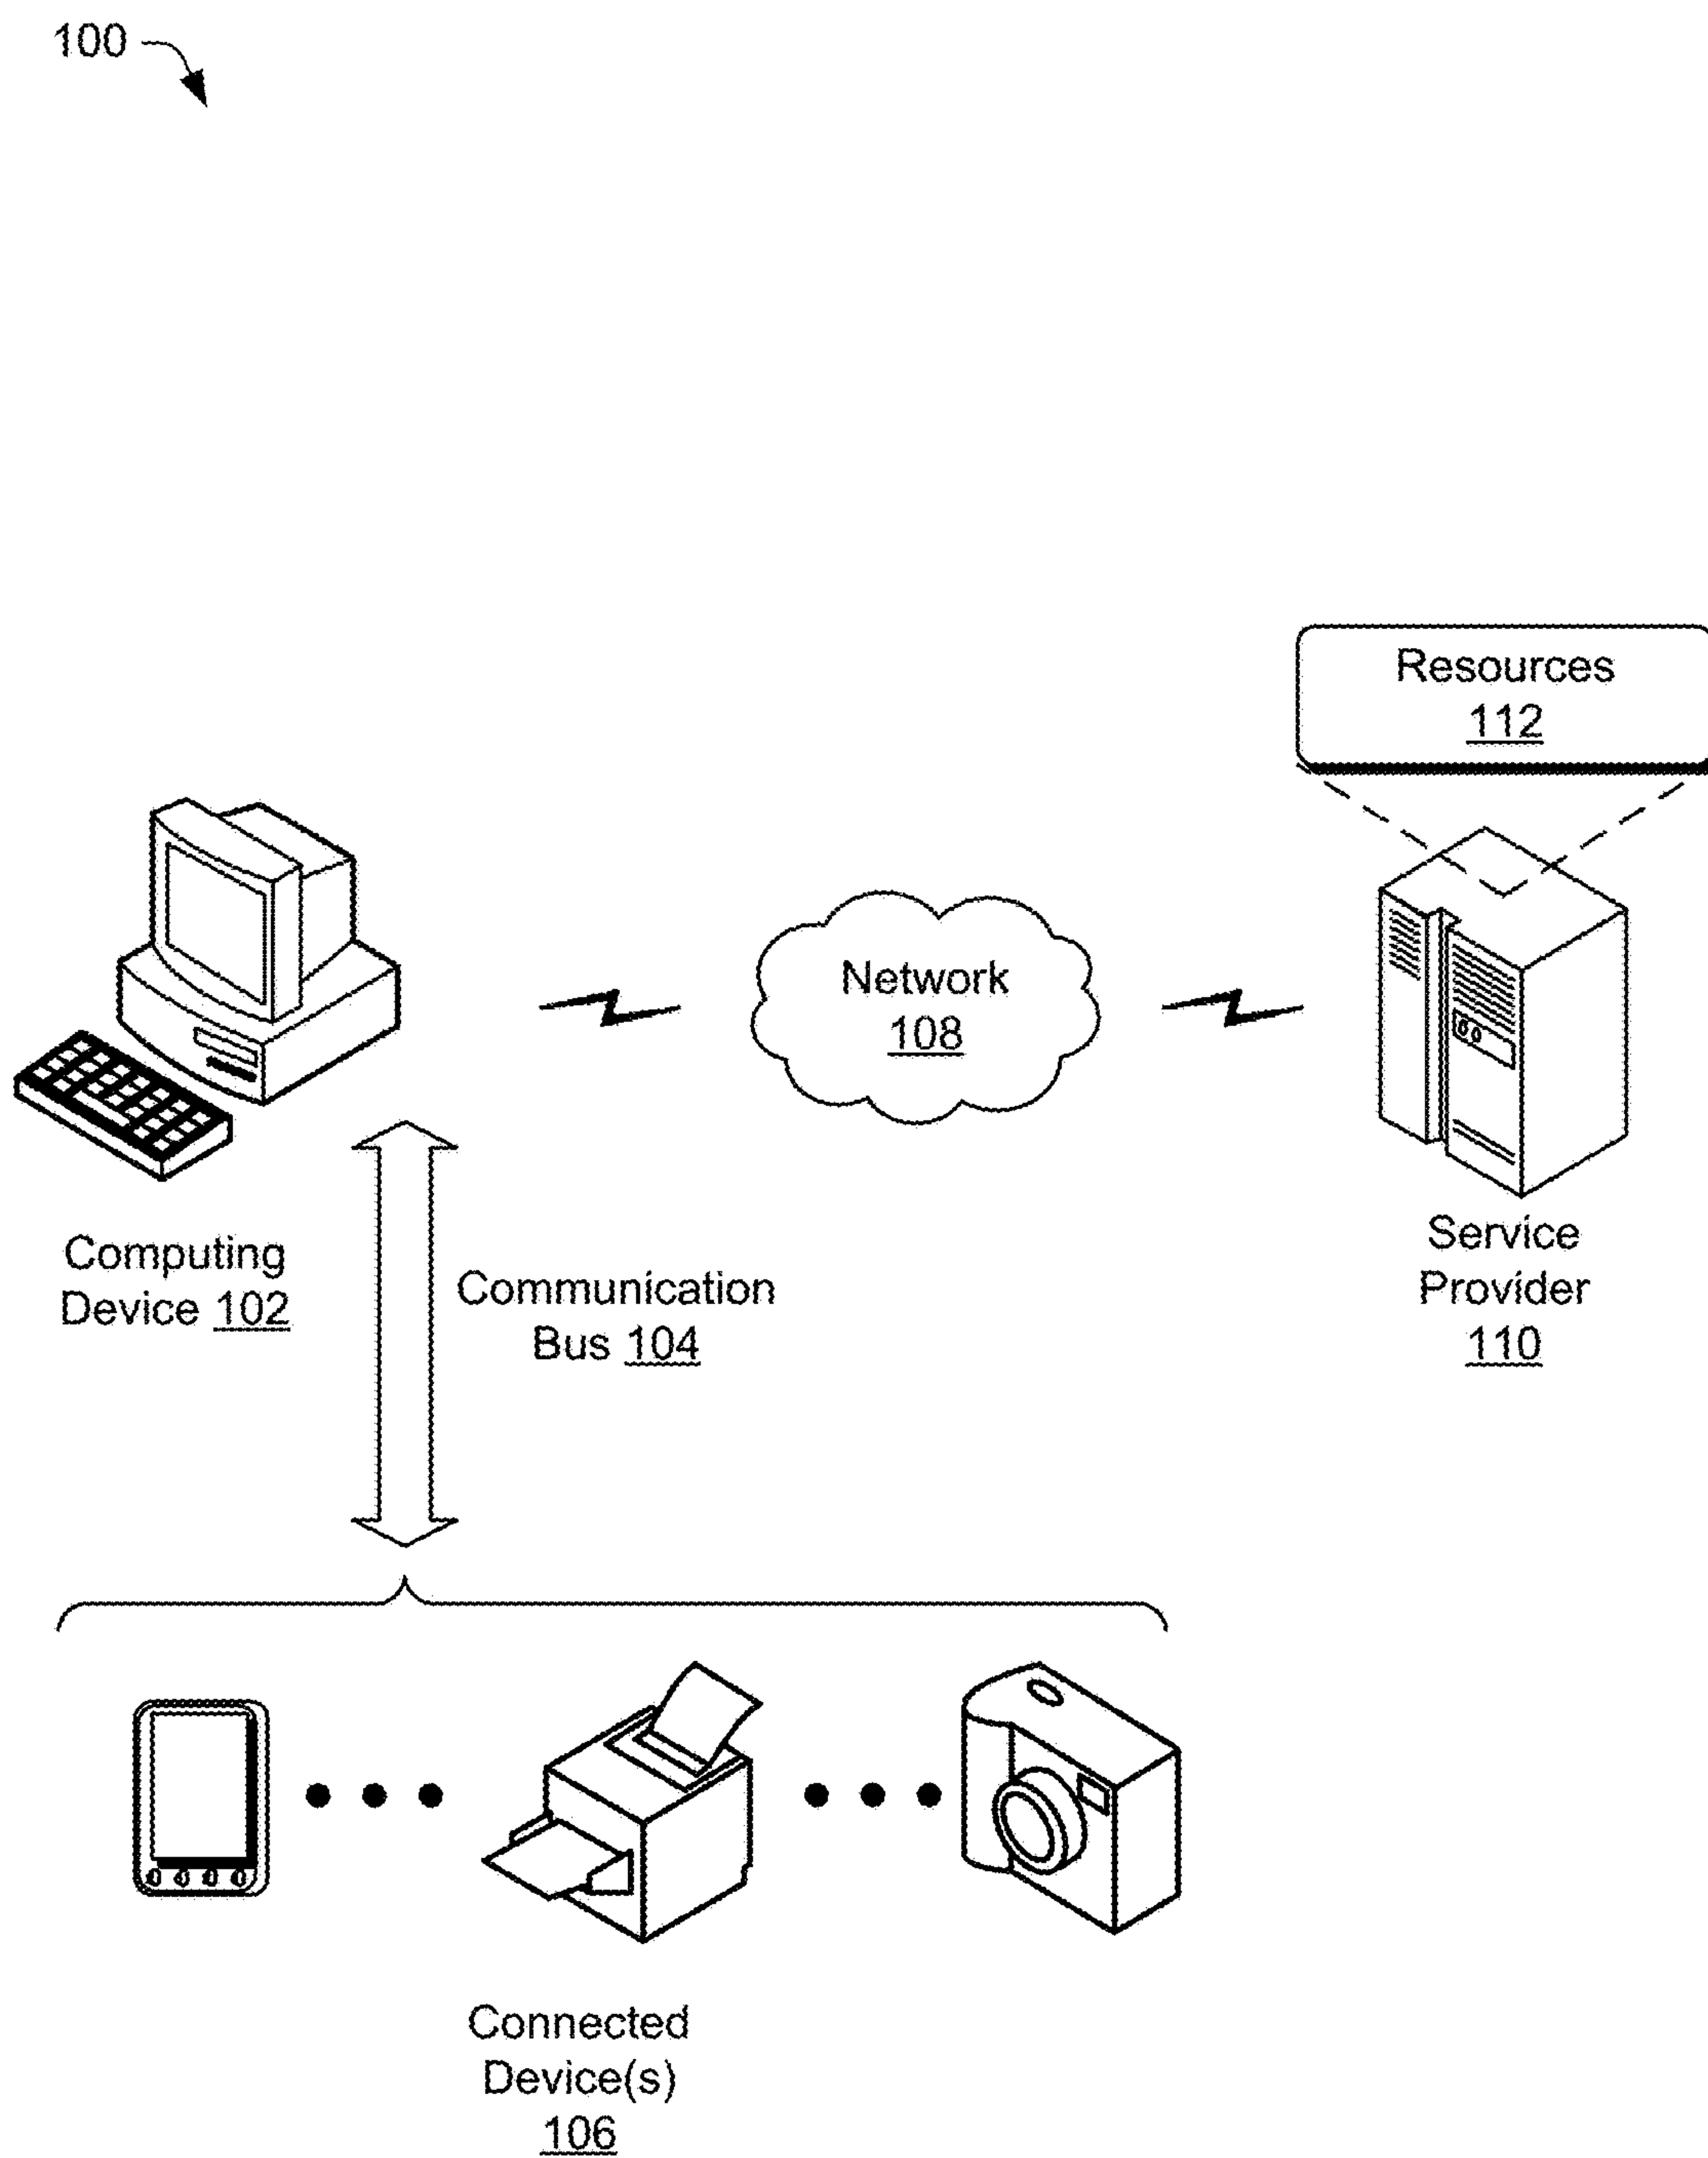 100
Resources
112
Network
108
Computing
Device 102
Communication
Bus 104
Service
Provider
110
Connected
Device(s)
106